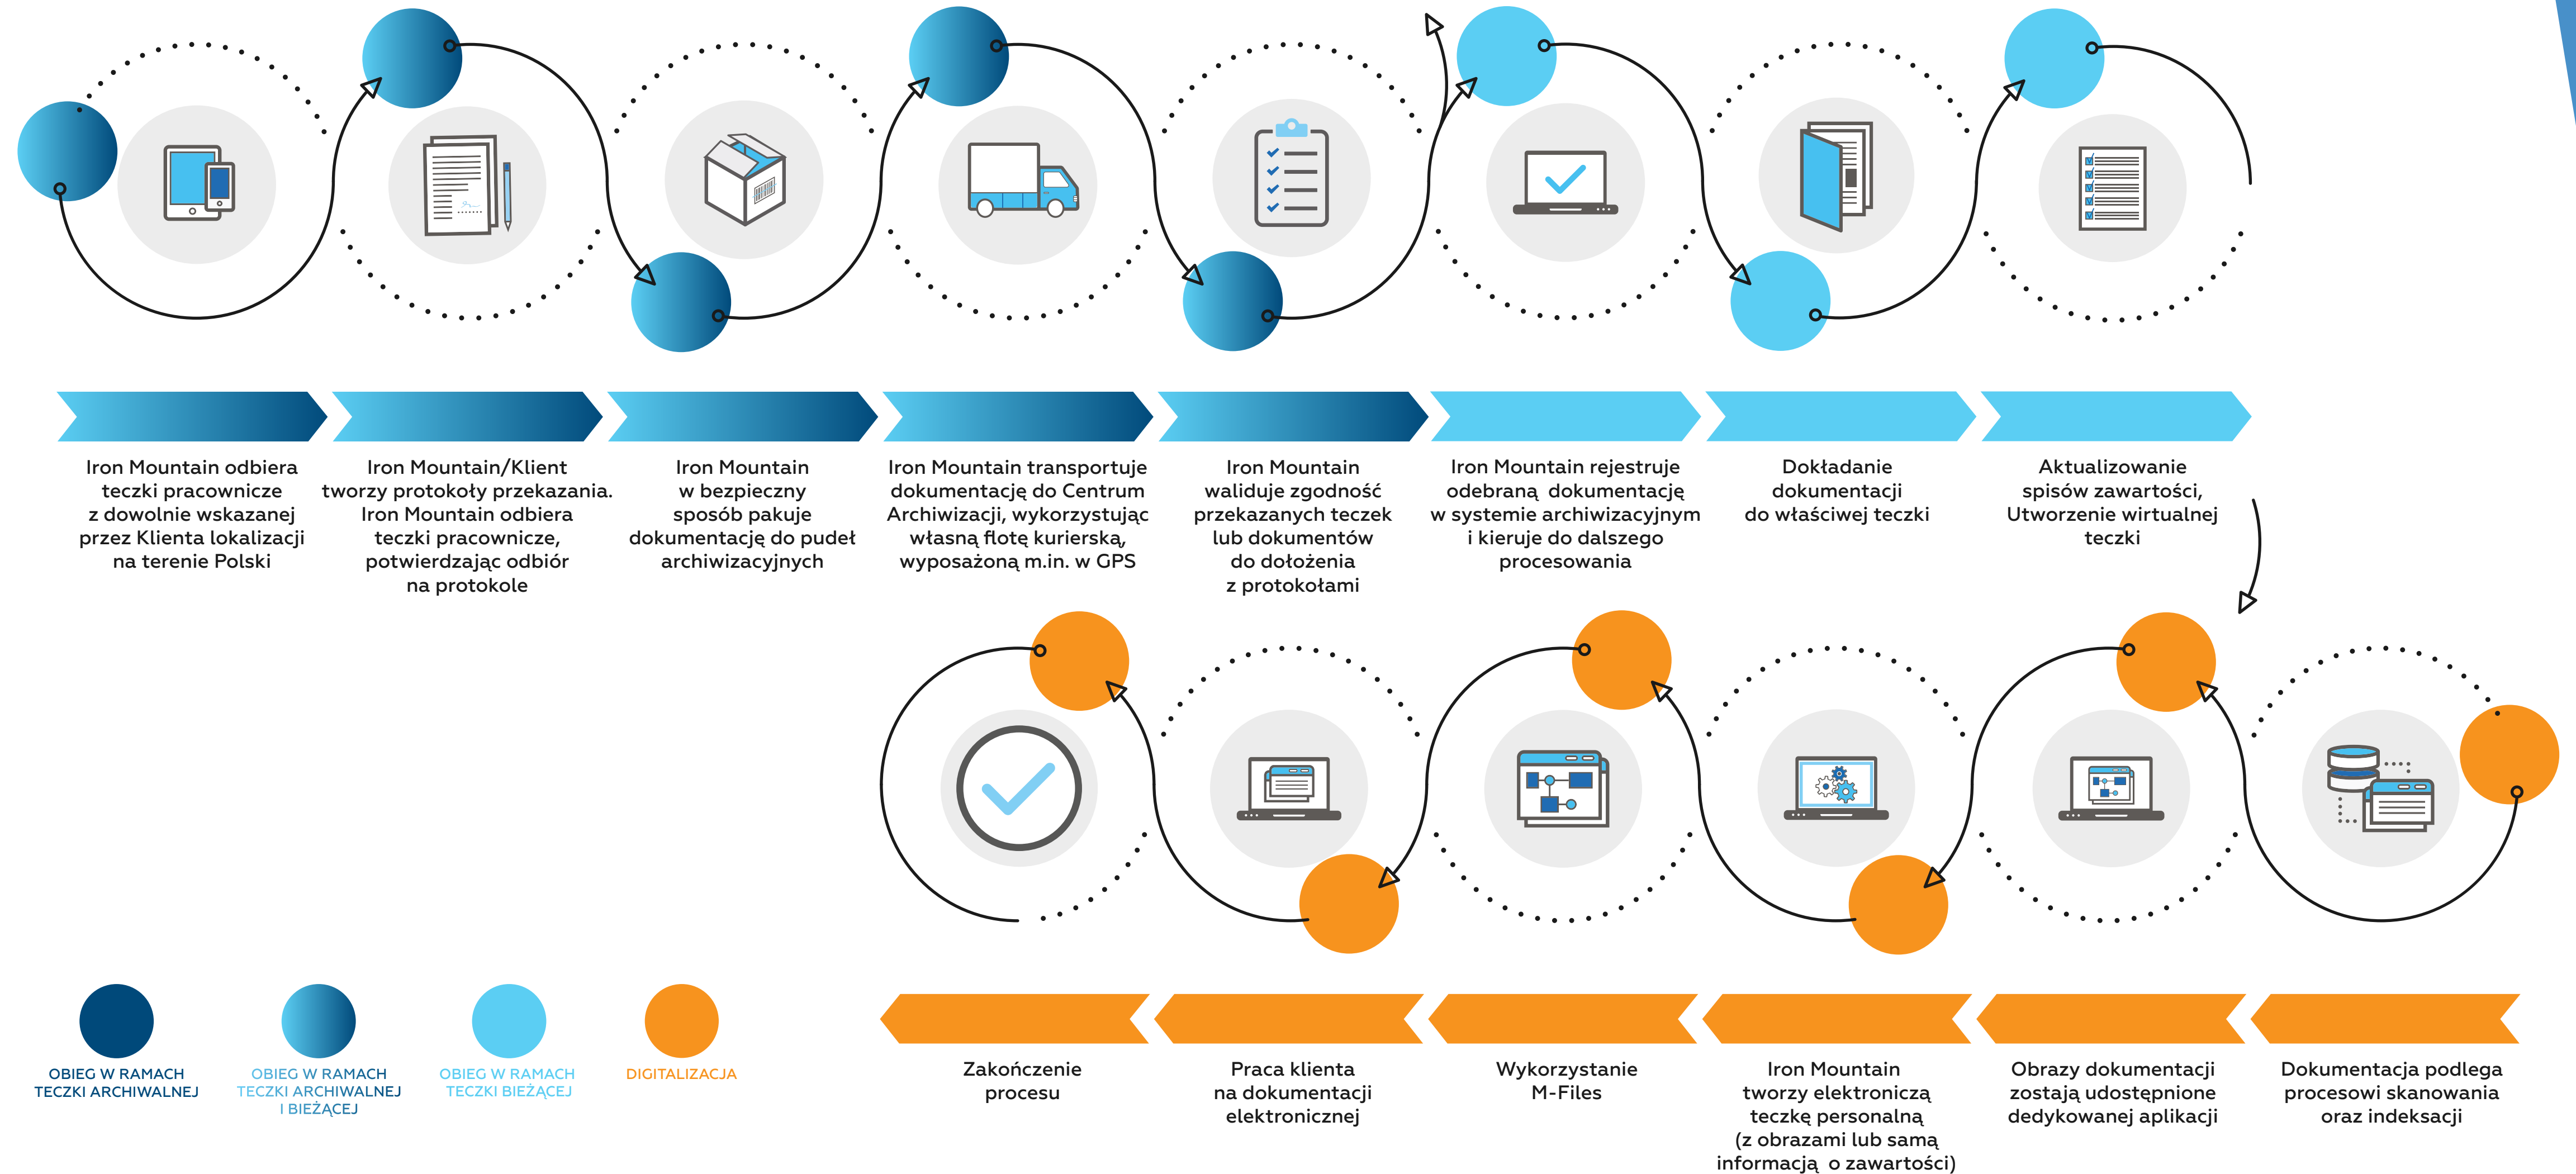 Iron Mountain odbiera
teczki pracownicze
z dowolnie wskazanej
przez Klienta lokalizacji
na terenie Polski
Iron Mountain/Klient
tworzy protokoły przekazania.
Iron Mountain odbiera
teczki pracownicze,
potwierdzając odbiór
na protokole
Iron Mountain
w bezpieczny
sposób pakuje
dokumentację do pudeł
archiwizacyjnych
Iron Mountain transportuje
dokumentację do Centrum
Archiwizacji, wykorzystując
własną flotę kurierską,
wyposażoną m.in. w GPS
Iron Mountain
waliduje zgodność
przekazanych teczek
lub dokumentów
do dołożenia
z protokołami
Iron Mountain rejestruje
odebraną dokumentację
w systemie archiwizacyjnym
i kieruje do dalszego
procesowania
Dokładanie
dokumentacji
do właściwej teczki
Aktualizowanie
spisów zawartości,
Utworzenie wirtualnej
teczki
OBIEG W RAMACH
TECZKI ARCHIWALNEJ
OBIEG W RAMACH
TECZKI ARCHIWALNEJ
I BIEŻĄCEJ
OBIEG W RAMACH
TECZKI BIEŻĄCEJ
DIGITALIZACJA
Zakończenie
procesu
Praca klienta
na dokumentacji
elektronicznej
Wykorzystanie
M-Files
Iron Mountain
tworzy elektroniczą
teczkę personalną
(z obrazami lub samą
informacją o zawartości)
Obrazy dokumentacji
zostają udostępnione
dedykowanej aplikacji
Dokumentacja podlega
procesowi skanowania
oraz indeksacji